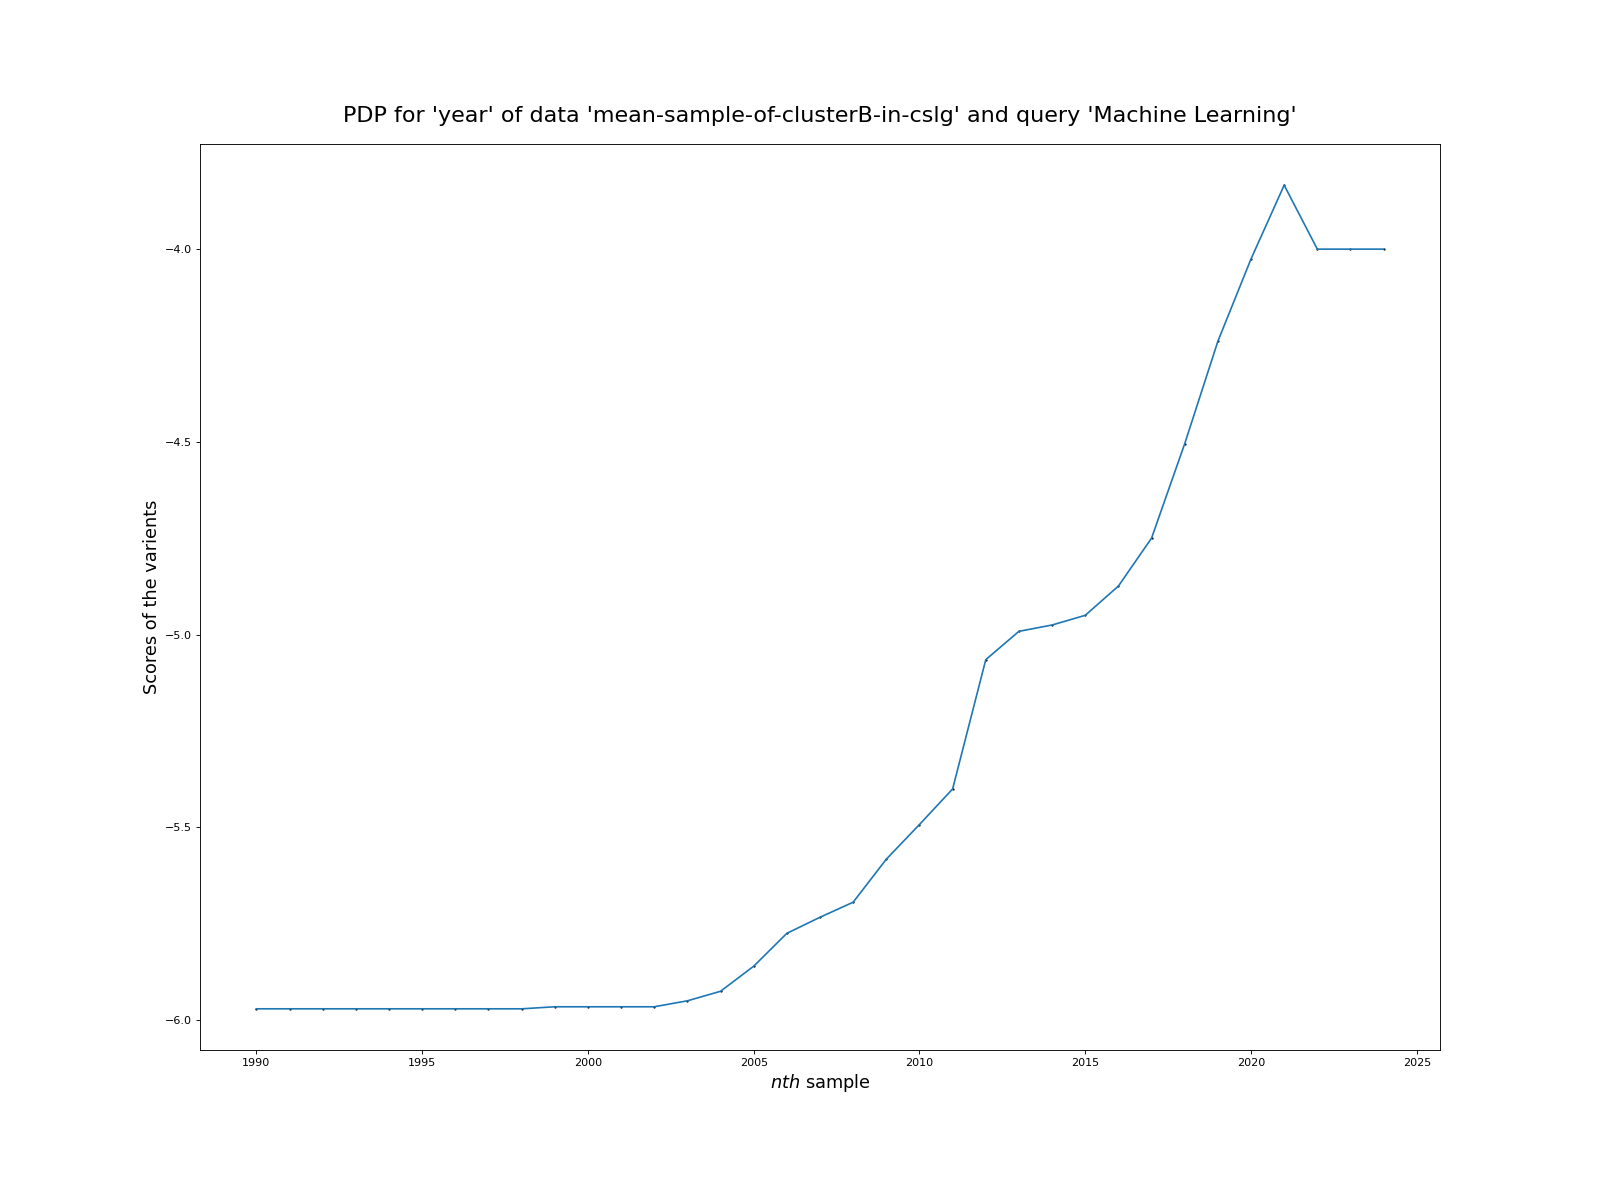 PDP for 'year' of data 'mean-sample-of-clusterB-in-cslg' and query 'Machine Learning'
Scores of the varients
−4.0
−4.5
−5.0
−5.5
−6.0
1990 1995 2000 2005 2010 2015 2020 2025
nth sample